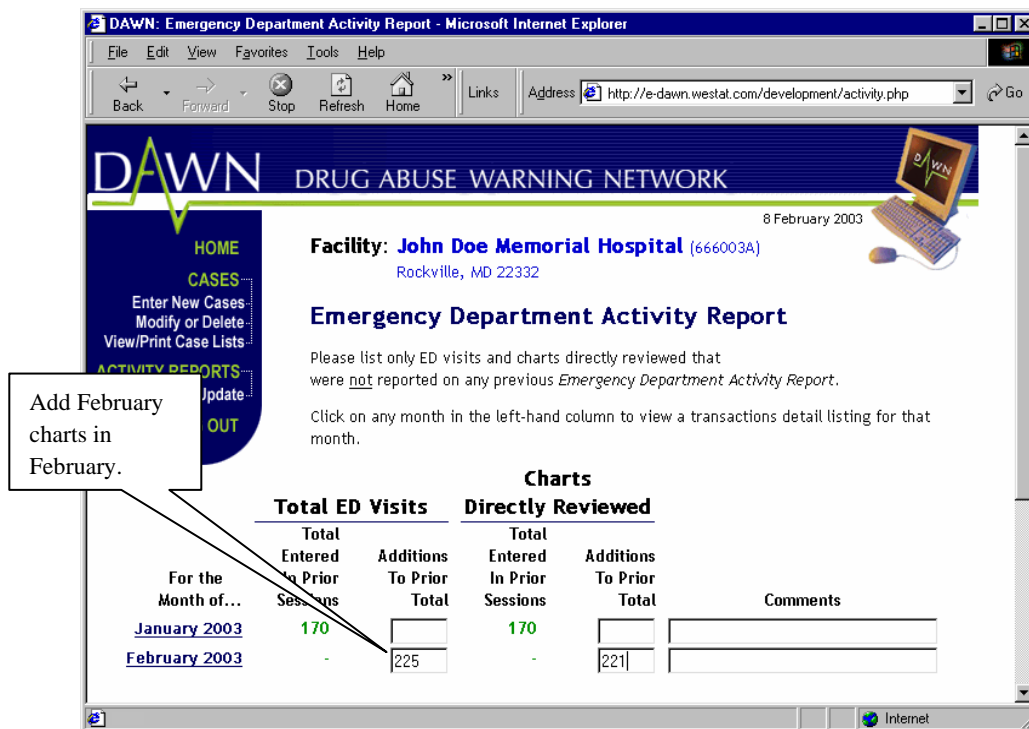 DAWN: Emergency Department Activity Report - Microsoft Internet Explorer
File Edit View Favorites Tools Help
Back Forward Stop Refresh Home » Links Address http://e-dawn.westat.com/development/activity.php Go
DAWN DRUG ABUSE WARNING NETWORK
DAWN
8 February 2003
HOME
CASES
Enter New Cases
Modify or Delete
View/Print Case Lists
ACTIVITY REPORTS
Update
OUT
Facility: John Doe Memorial Hospital (666003A)
Rockville, MD 22332
Emergency Department Activity Report
Please list only ED visits and charts directly reviewed that
were not reported on any previous Emergency Department Activity Report.
Click on any month in the left-hand column to view a transactions detail listing for that
month.
Add February
charts in
February.
Charts
Total ED Visits Directly Reviewed
Total Total
Entered Additions Entered Additions
For the In Prior To Prior In Prior To Prior
Month of... Sessions Total Sessions Total Comments
January 2003 170 170
February 2003 - 225 - 221
Internet